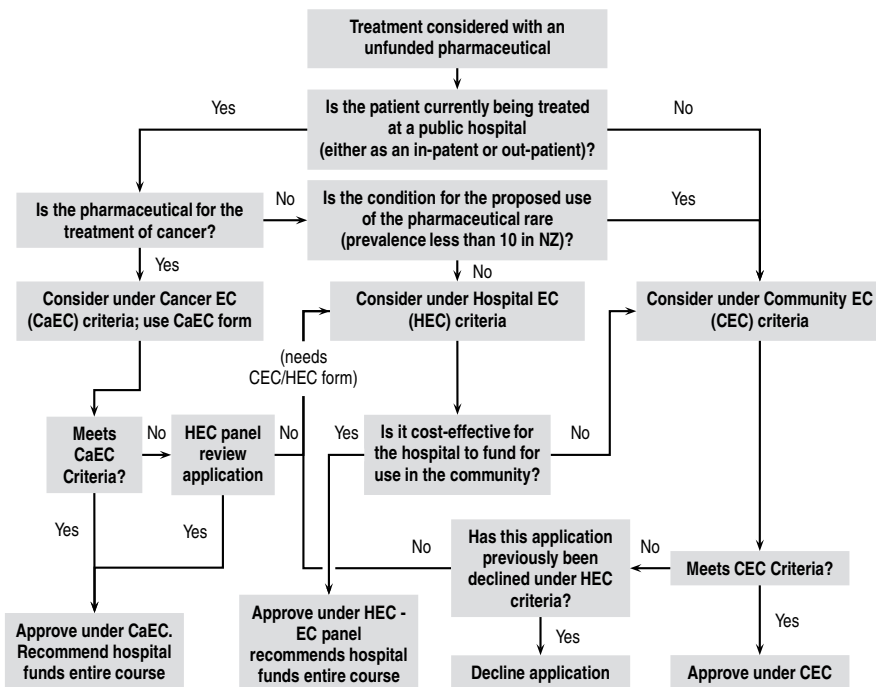 Treatment considered with an
unfunded pharmaceutical
Yes
Is the patient currently being treated
at a public hospital
(either as an in-patent or out-patient)?
No
Is the pharmaceutical for the
treatment of cancer?
No
Is the condition for the proposed use
of the pharmaceutical rare
(prevalence less than 10 in NZ)?
Yes
Yes
No
Consider under Cancer EC
(CaEC) criteria; use CaEC form
Consider under Hospital EC
(HEC) criteria
Consider under Community EC
(CEC) criteria
(needs
CEC/HEC form)
Meets
CaEC
Criteria?
No
HEC panel
review
application
No
Yes
Is it cost-effective for
the hospital to fund for
use in the community?
No
Yes
Yes
No
Has this application
previously been
declined under HEC
criteria?
No
Meets CEC Criteria?
Approve under CaEC.
Recommend hospital
funds entire course
Approve under HEC -
EC panel
recommends hospital
funds entire course
Yes
Decline application
Yes
Approve under CEC